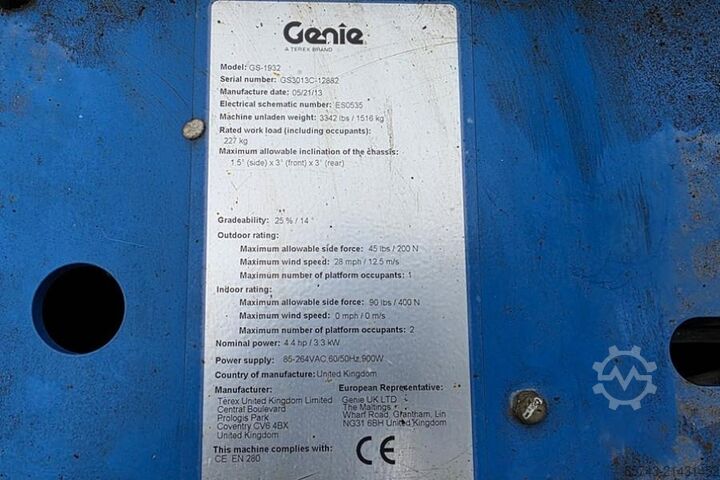 Genie
A TEREX BRAND
Model: GS-1932
Serial number: GS3013C-12882
Manufacture date: 05/21/13
Electrical schematic number: ES0535
Machine unladen weight: 3342 lbs / 1516 kg
Rated work load (including occupants):
227 kg
Maximum allowable inclination of the chassis:
1.5° (side) x 3° (front) x 3° (rear)
Gradeability: 25 % / 14 °
Outdoor rating:
Maximum allowable side force: 45 lbs / 200 N
Maximum wind speed: 28 mph / 12.5 m/s
Maximum number of platform occupants: 1
Indoor rating:
Maximum allowable side force: 90 lbs / 400 N
Maximum wind speed: 0 mph / 0 m/s
Maximum number of platform occupants: 2
Nominal power: 4.4 hp / 3.3 kW
Power supply: 85-264VAC,60/50Hz,900W
Country of manufacture: United Kingdom
Manufacturer:
Terex United Kingdom Limited
Central Boulevard
Prologis Park
Coventry CV6 4BX
United Kingdom
European Representative:
Genie UK LTD
The Maltings
Wharf Road, Grantham, Lin
NG31 6BH United Kingdom
This machine complies with:
CE EN 280
CE